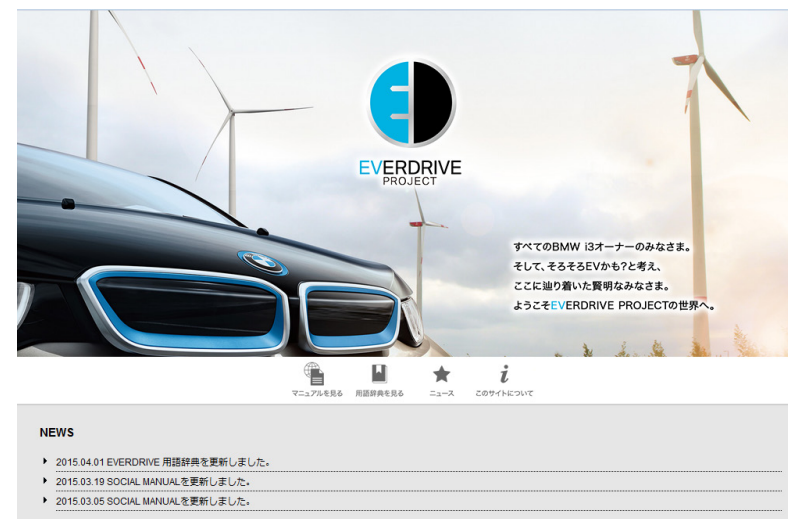 EVERDRIVE
PROJECT
すべてのBMW i3オーナーのみなさま。
そして、そろそろEVかも?と考え、
ここに辿り着いた賢明なみなさま。
ようこそEVERDRIVE PROJECTの世界へ。
マニュアルを見る
用語辞典を見る
ニュース
このサイトについて
NEWS
2015.04.01 EVERDRIVE 用語辞典を更新しました。
2015.03.19 SOCIAL MANUALを更新しました。
2015.03.05 SOCIAL MANUALを更新しました。